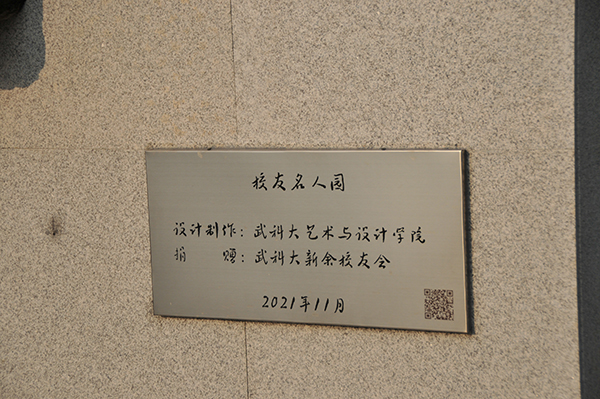 校友名人园
设计制作：武科大艺术与设计学院
捐赠：武科大新余校友会
2021年11月